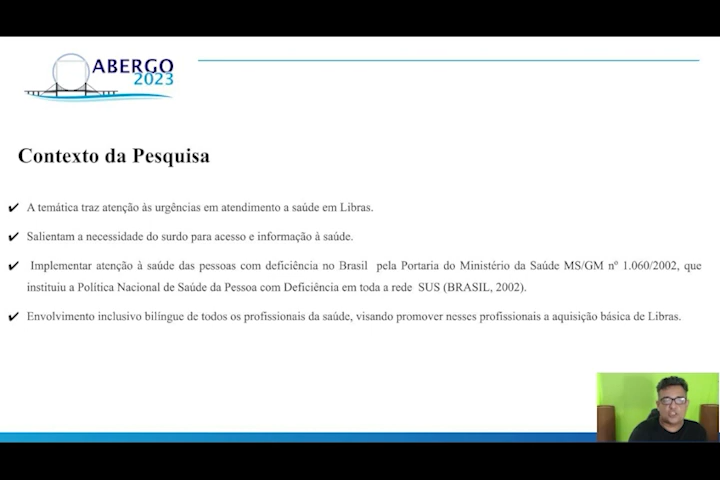 ABERGO
2023
Contexto da Pesquisa
✔ A temática traz atenção às urgências em atendimento a saúde em Libras.
✔ Salientam a necessidade do surdo para acesso e informação à saúde.
✔ Implementar atenção à saúde das pessoas com deficiência no Brasil pela Portaria do Ministério da Saúde MS/GM nº 1.060/2002, que
instituiu a Política Nacional de Saúde da Pessoa com Deficiência em toda a rede SUS (BRASIL, 2002).
✔ Envolvimento inclusivo bilíngue de todos os profissionais da saúde, visando promover nesses profissionais a aquisição básica de Libras.